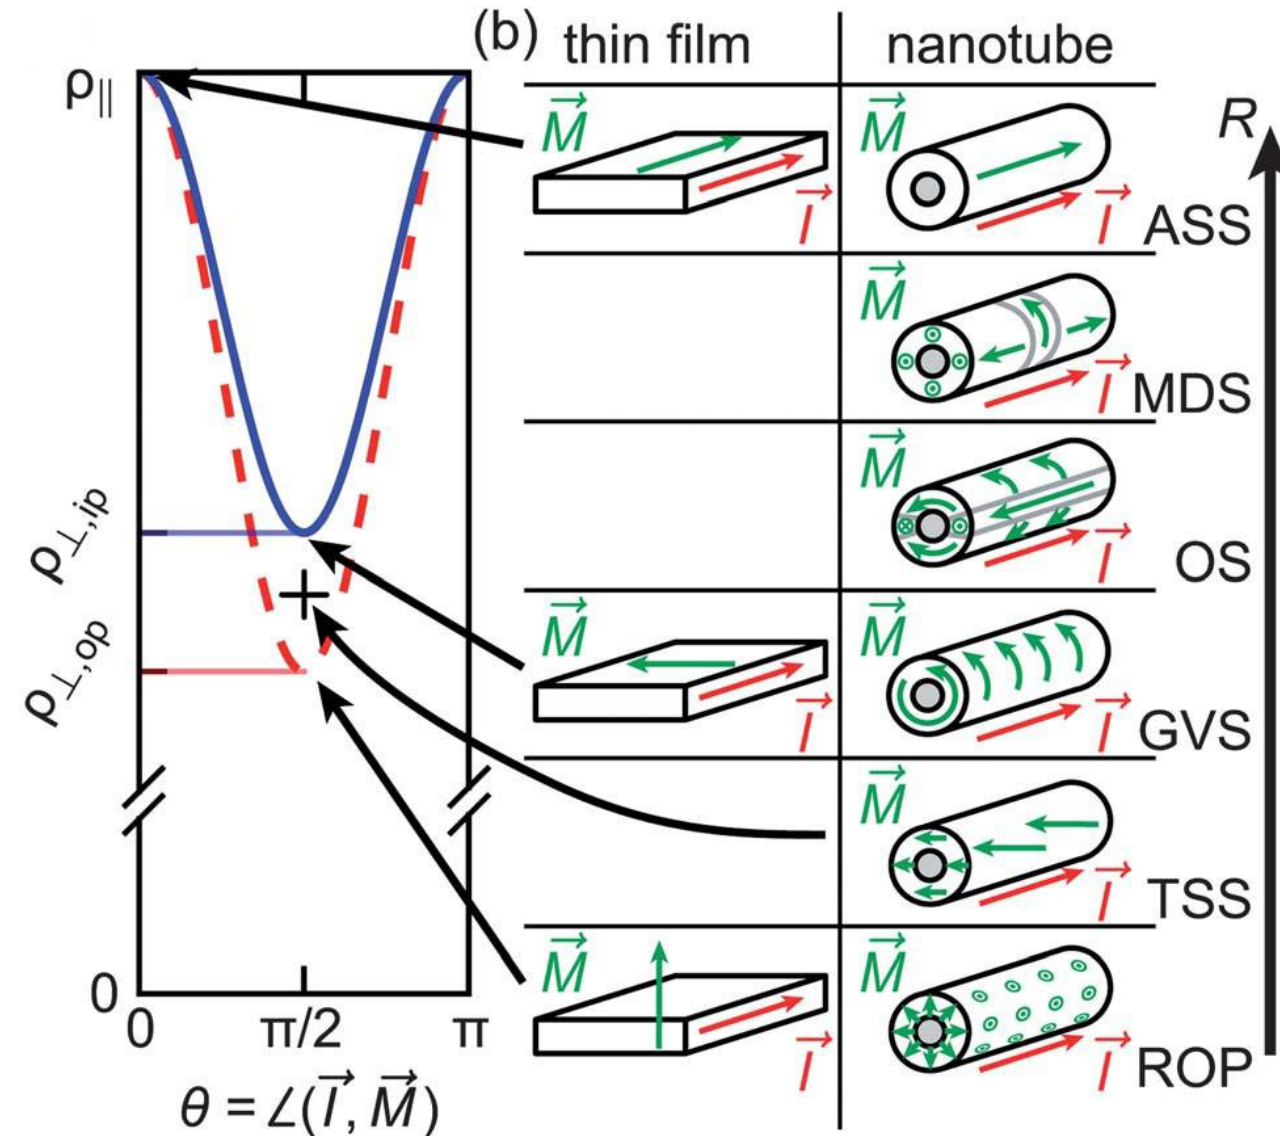 (b) thin film nanotube
ρ∥
R
M⃗ I⃗ M⃗ I⃗ ASS
M⃗ I⃗ MDS
ρ⊥,ip
M⃗ I⃗ OS
ρ⊥,op
M⃗ I⃗ M⃗ I⃗ GVS
M⃗ I⃗ TSS
M⃗ I⃗ M⃗ I⃗ ROP
0
0 π/2 π
θ = ∠(I⃗, M⃗)